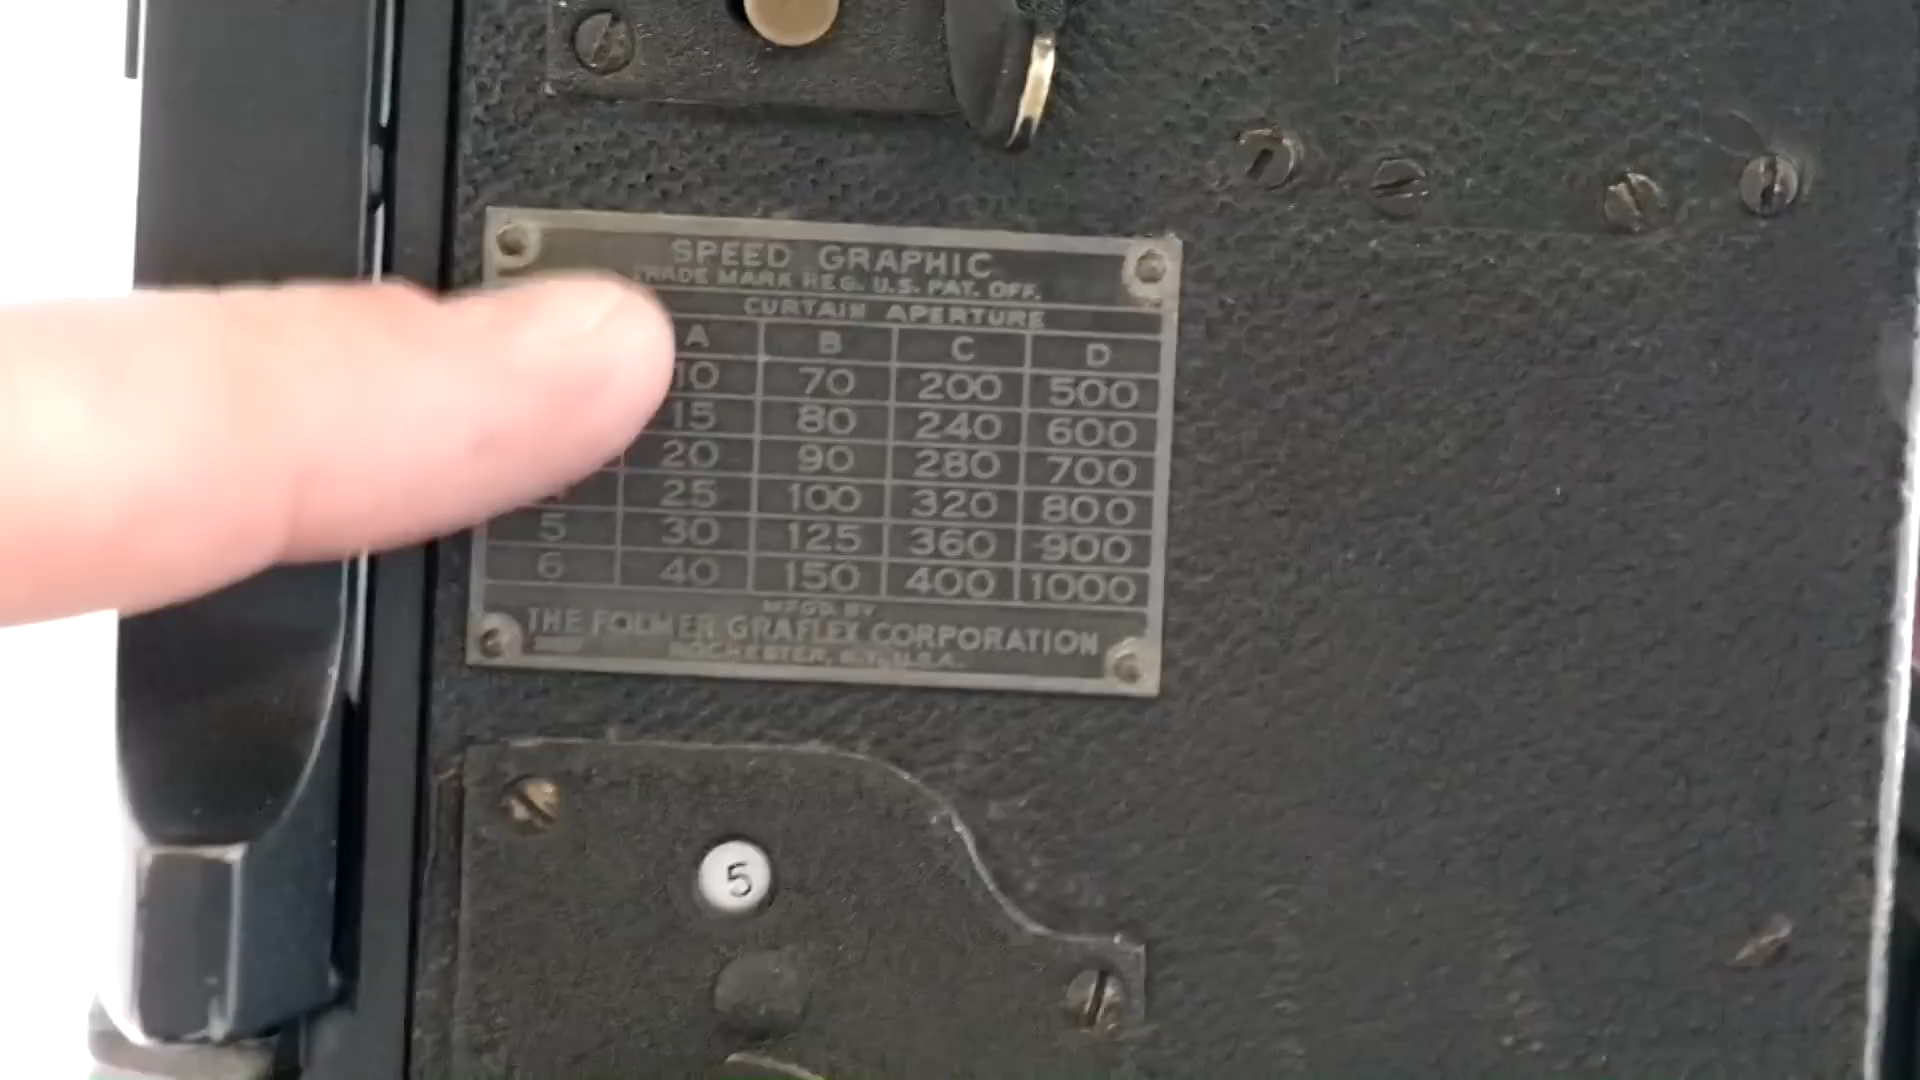 SPEED GRAPHIC
TRADE MARK REG. U.S. PAT. OFF.
CURTAIN APERTURE
A B C D
10 70 200 500
15 80 240 600
20 90 280 700
25 100 320 800
5 30 125 360 900
6 40 150 400 1000
MFGD. BY
THE FOLMER GRAFLEX CORPORATION
ROCHESTER, N.Y. U.S.A.
5